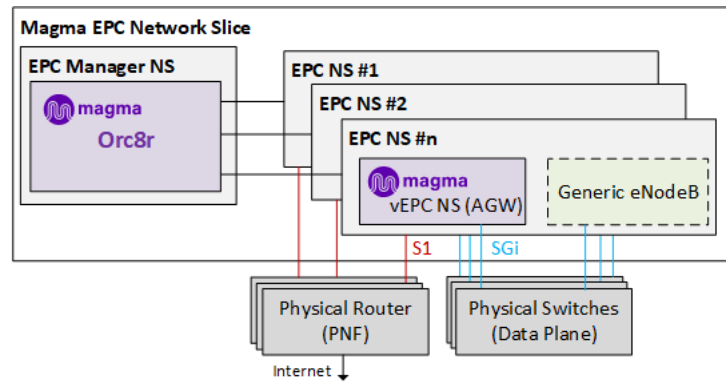 Magma EPC Network Slice
EPC Manager NS
magma
Orc8r
EPC NS #1
EPC NS #2
EPC NS #n
magma
vEPC NS (AGW)
Generic eNodeB
S1
SGi
Physical Router
(PNF)
Physical Switches
(Data Plane)
Internet